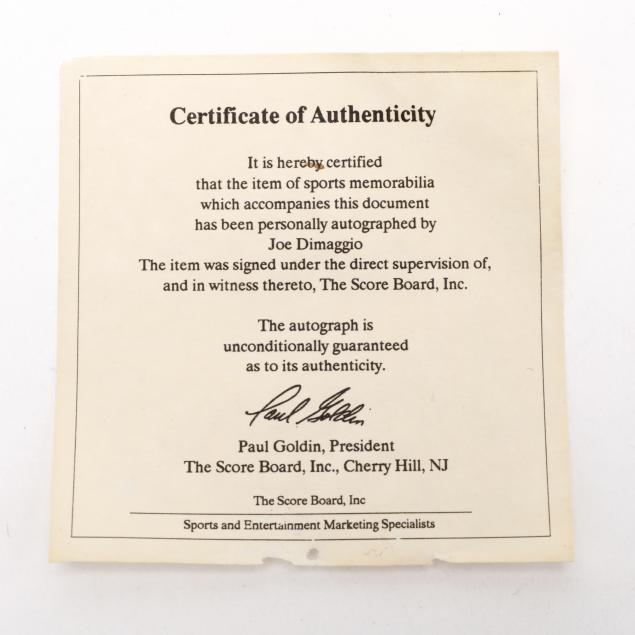 Certificate of Authenticity
It is hereby certified
that the item of sports memorabilia
which accompanies this document
has been personally autographed by
Joe Dimaggio
The item was signed under the direct supervision of,
and in witness thereto, The Score Board, Inc.
The autograph is
unconditionally guaranteed
as to its authenticity.
Paul Goldin
Paul Goldin, President
The Score Board, Inc., Cherry Hill, NJ
The Score Board, Inc
Sports and Entertainment Marketing Specialists